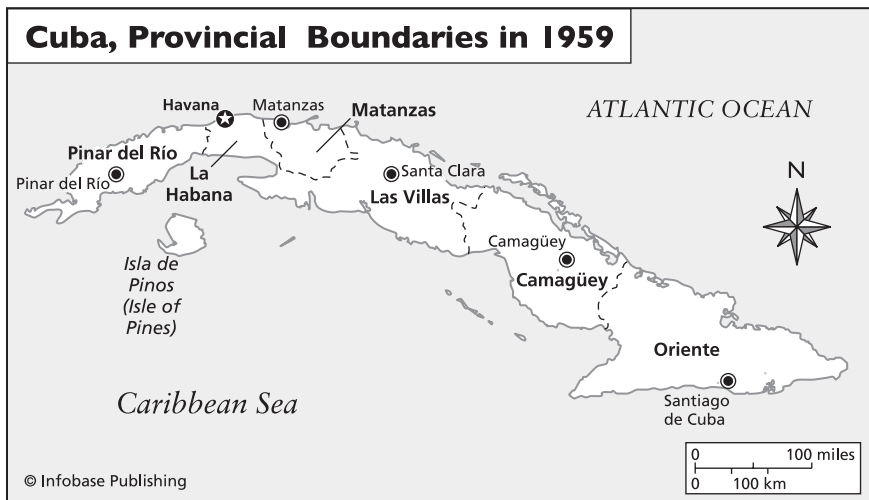 Cuba, Provincial Boundaries in 1959
ATLANTIC OCEAN
Havana
Matanzas
Matanzas
Pinar del Río
Pinar del Río
La
Habana
Santa Clara
Las Villas
N
Isla de
Pinos
(Isle of
Pines)
Camagüey
Camagüey
Oriente
Santiago
de Cuba
Caribbean Sea
0 100 miles
0 100 km
© Infobase Publishing